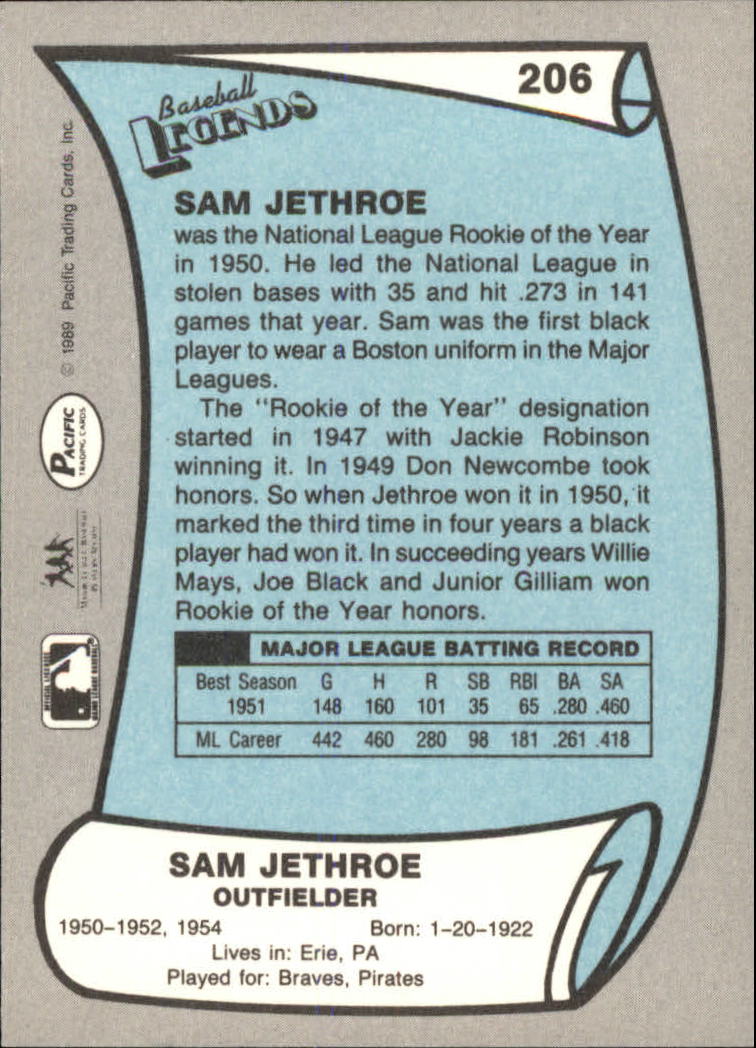 206
Baseball
LEGENDS
SAM JETHROE
was the National League Rookie of the Year
in 1950. He led the National League in
stolen bases with 35 and hit .273 in 141
games that year. Sam was the first black
player to wear a Boston uniform in the Major
Leagues.
The "Rookie of the Year" designation
started in 1947 with Jackie Robinson
winning it. In 1949 Don Newcombe took
honors. So when Jethroe won it in 1950, it
marked the third time in four years a black
player had won it. In succeeding years Willie
Mays, Joe Black and Junior Gilliam won
Rookie of the Year honors.
MAJOR LEAGUE BATTING RECORD
Best Season G H R SB RBI BA SA
1951 148 160 101 35 65 .280 .460
ML Career 442 460 280 98 181 .261 .418
SAM JETHROE
OUTFIELDER
1950–1952, 1954 Born: 1–20–1922
Lives in: Erie, PA
Played for: Braves, Pirates
© 1989 Pacific Trading Cards, Inc.
PACIFIC
TRADING CARDS